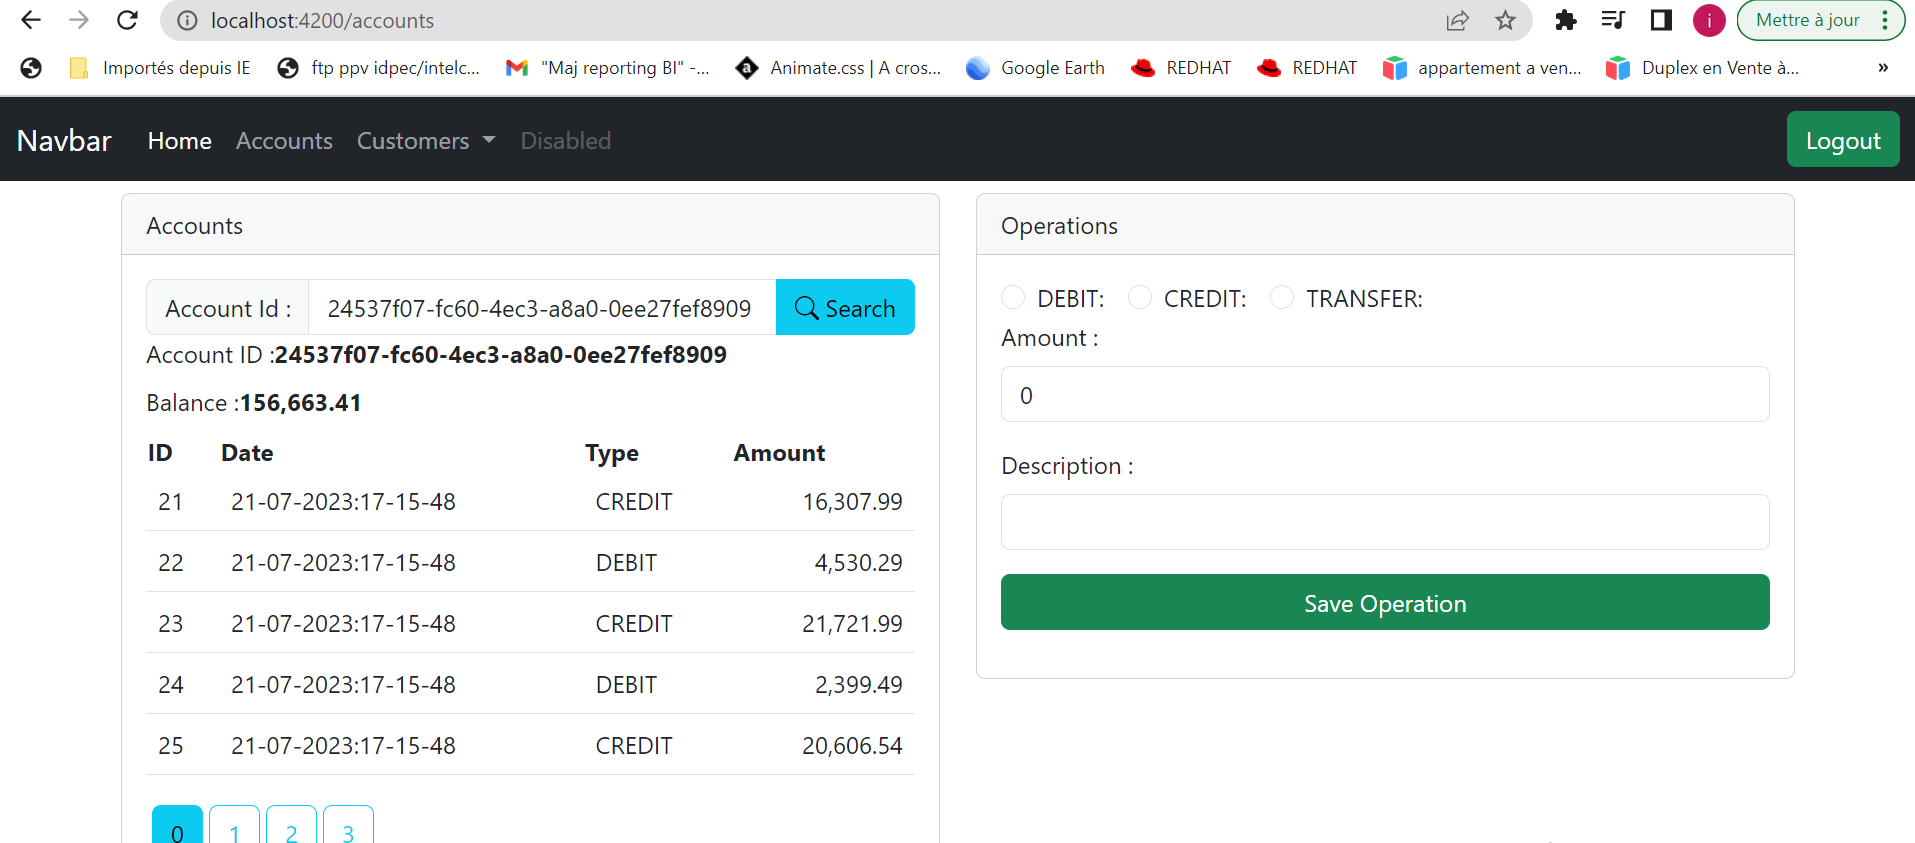 localhost:4200/accounts
Mettre à jour
Importés depuis IE ftp ppv idpec/intelc... "Maj reporting BI" -... Animate.css | A cros... Google Earth REDHAT REDHAT appartement a ven... Duplex en Vente à... »
Navbar Home Accounts Customers Disabled Logout
Accounts
Account Id : 24537f07-fc60-4ec3-a8a0-0ee27fef8909 Search
Account ID :24537f07-fc60-4ec3-a8a0-0ee27fef8909
Balance :156,663.41
ID Date Type Amount
21 21-07-2023:17-15-48 CREDIT 16,307.99
22 21-07-2023:17-15-48 DEBIT 4,530.29
23 21-07-2023:17-15-48 CREDIT 21,721.99
24 21-07-2023:17-15-48 DEBIT 2,399.49
25 21-07-2023:17-15-48 CREDIT 20,606.54
0 1 2 3
Operations
DEBIT: CREDIT: TRANSFER:
Amount :
0
Description :
Save Operation